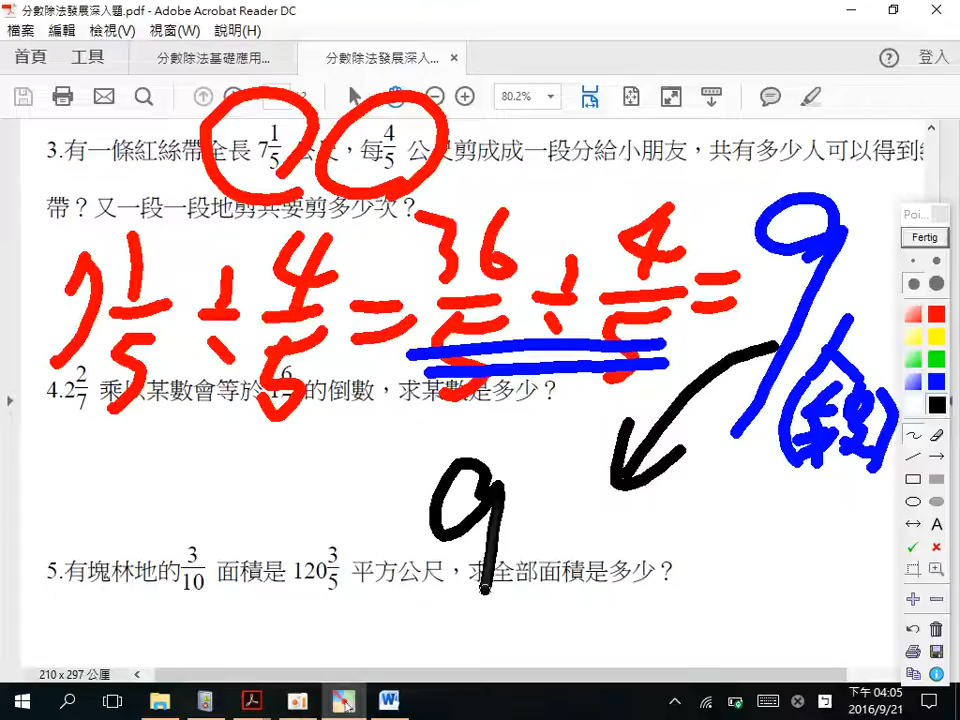 分數除法發展深入題.pdf - Adobe Acrobat Reader DC
檔案 編輯 檢視(V) 視窗(W) 說明(H)
首頁 工具 分數除法基礎應用... 分數除法發展深入... × 登入
80.2%
3.有一條紅絲帶全長 7 1/5 公尺，每 4/5 公尺剪成成一段分給小朋友，共有多少人可以得到
帶？又一段一段地剪共要剪多少次？
7 1/5 ÷ 4/5 = 36/5 ÷ 4/5 = 9
4.2 2/7 乘以某數會等於 的倒數，求某數是多少？
9
5.有塊林地的 3/10 面積是 120 3/5 平方公尺，求全部面積是多少？
210 x 297 公厘
Poi...
Fertig
A
下午 04:05
2016/9/21